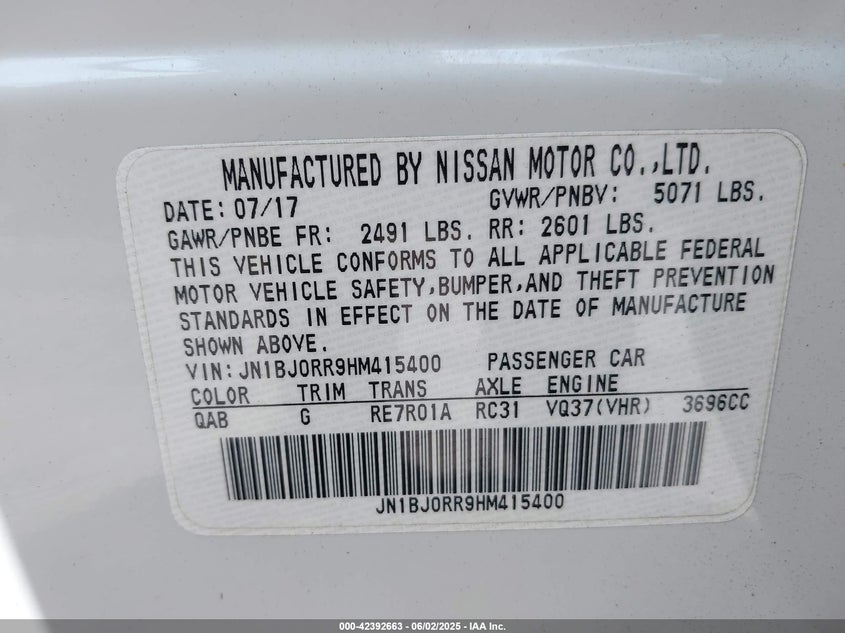 MANUFACTURED BY NISSAN MOTOR CO.,LTD.
DATE: 07/17 GVWR/PNBV: 5071 LBS.
GAWR/PNBE FR: 2491 LBS. RR: 2601 LBS.
THIS VEHICLE CONFORMS TO ALL APPLICABLE FEDERAL
MOTOR VEHICLE SAFETY,BUMPER,AND THEFT PREVENTION
STANDARDS IN EFFECT ON THE DATE OF MANUFACTURE
SHOWN ABOVE.
VIN: JN1BJ0RR9HM415400 PASSENGER CAR
COLOR TRIM TRANS AXLE ENGINE
QAB G RE7R01A RC31 VQ37(VHR) 3696CC
JN1BJ0RR9HM415400
000-42392663 - 06/02/2025 - IAA Inc.